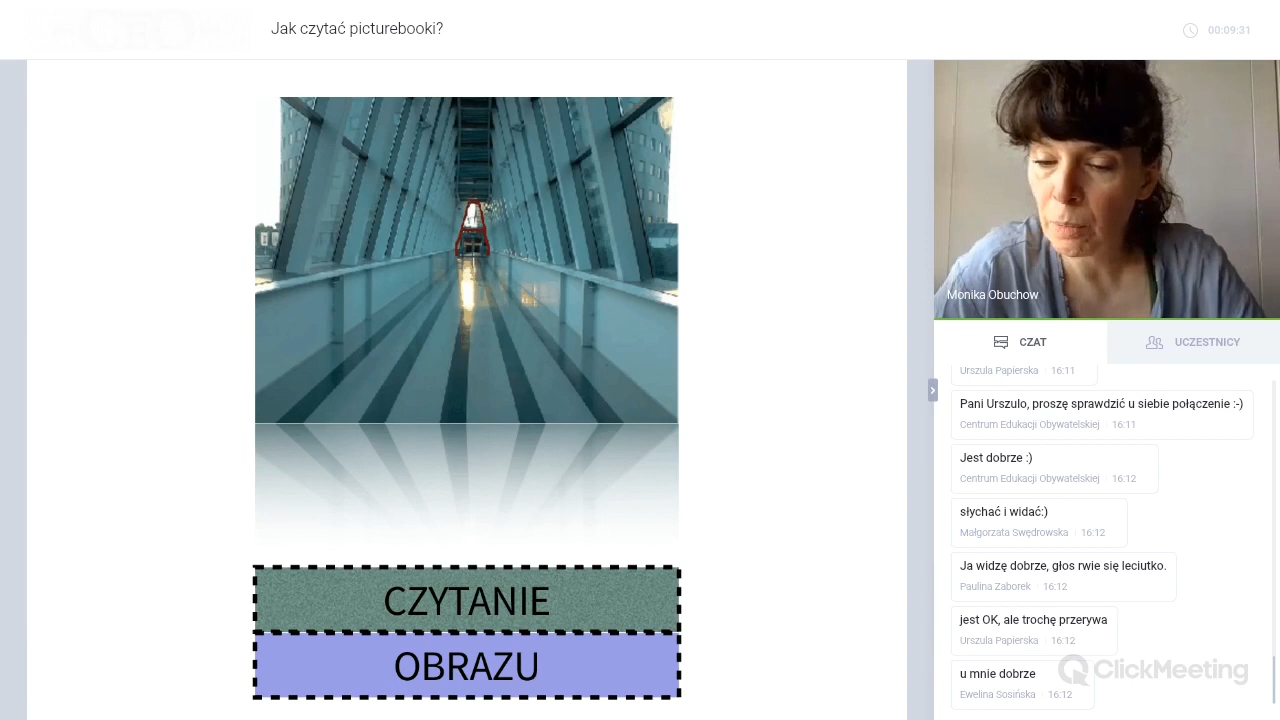 Jak czytać picturebooki?
00:09:31
CZYTANIE
OBRAZU
Monika Obuchow
CZAT
UCZESTNICY
Urszula Papierska · 16:11
Pani Urszulo, proszę sprawdzić u siebie połączenie :-)
Centrum Edukacji Obywatelskiej · 16:11
Jest dobrze :)
Centrum Edukacji Obywatelskiej · 16:12
słychać i widać:)
Małgorzata Swędrowska · 16:12
Ja widzę dobrze, głos rwie się leciutko.
Paulina Zaborek · 16:12
jest OK, ale trochę przerywa
Urszula Papierska · 16:12
u mnie dobrze
Ewelina Sosińska · 16:12
ClickMeeting